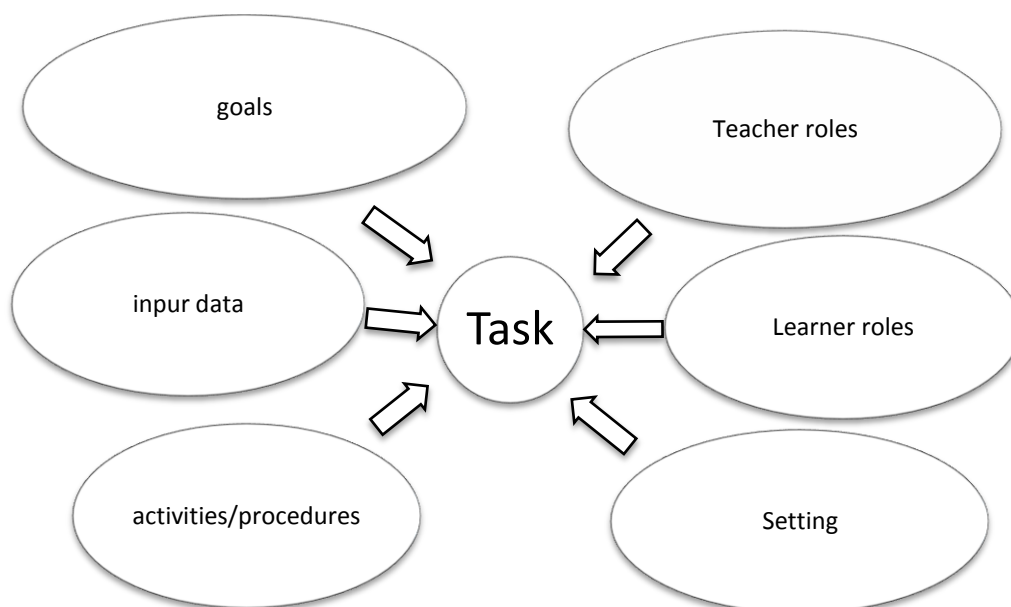 goals
Teacher roles
inpur data
Task
Learner roles
activities/procedures
Setting